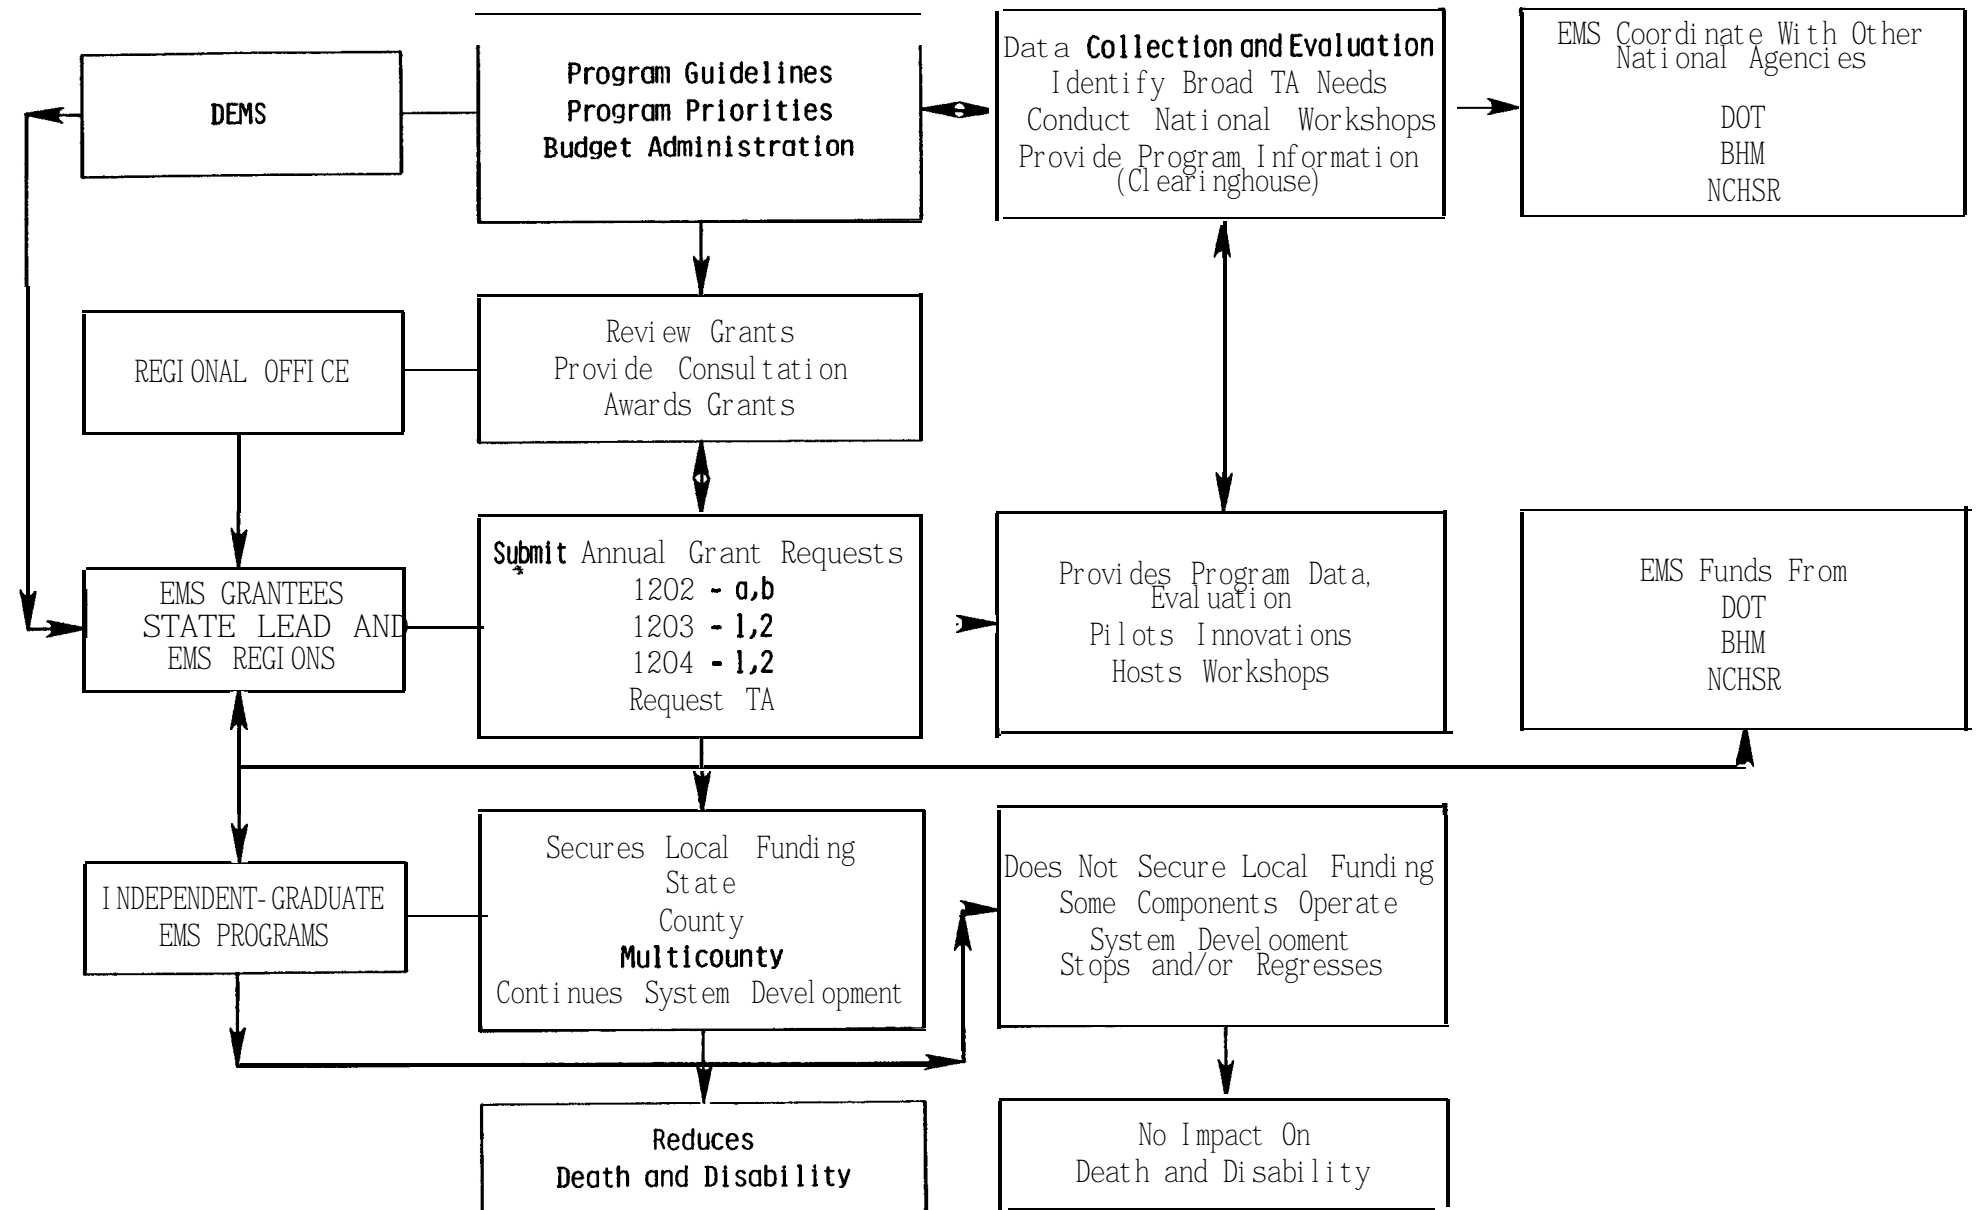 DEMS
Program Guidelines
Program Priorities
Budget Administration
Data Collection and Evaluation
Identify Broad TA Needs
Conduct National Workshops
Provide Program Information
(Clearinghouse)
EMS Coordinate With Other
National Agencies
DOT
BHM
NCHSR
REGIONAL OFFICE
Review Grants
Provide Consultation
Awards Grants
EMS GRANTEES
STATE LEAD AND
EMS REGIONS
Submit Annual Grant Requests
1202 - a,b
1203 - 1,2
1204 - 1,2
Request TA
Provides Program Data,
Evaluation
Pilots Innovations
Hosts Workshops
EMS Funds From
DOT
BHM
NCHSR
INDEPENDENT-GRADUATE
EMS PROGRAMS
Secures Local Funding
State
County
Multicounty
Continues System Development
Does Not Secure Local Funding
Some Components Operate
System Develooment
Stops and/or Regresses
Reduces
Death and Disability
No Impact On
Death and Disability